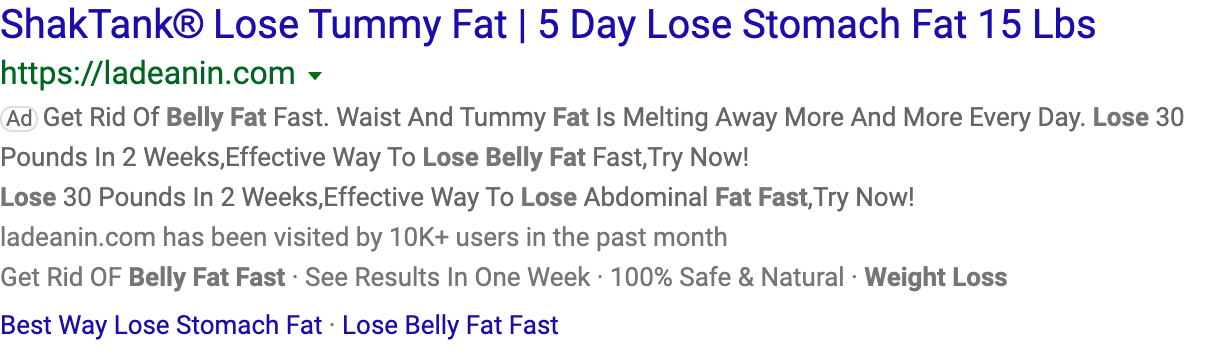 ShakTank® Lose Tummy Fat | 5 Day Lose Stomach Fat 15 Lbs
https://ladeanin.com
Ad Get Rid Of Belly Fat Fast. Waist And Tummy Fat Is Melting Away More And More Every Day. Lose 30
Pounds In 2 Weeks,Effective Way To Lose Belly Fat Fast,Try Now!
Lose 30 Pounds In 2 Weeks,Effective Way To Lose Abdominal Fat Fast,Try Now!
ladeanin.com has been visited by 10K+ users in the past month
Get Rid OF Belly Fat Fast · See Results In One Week · 100% Safe & Natural · Weight Loss
Best Way Lose Stomach Fat · Lose Belly Fat Fast